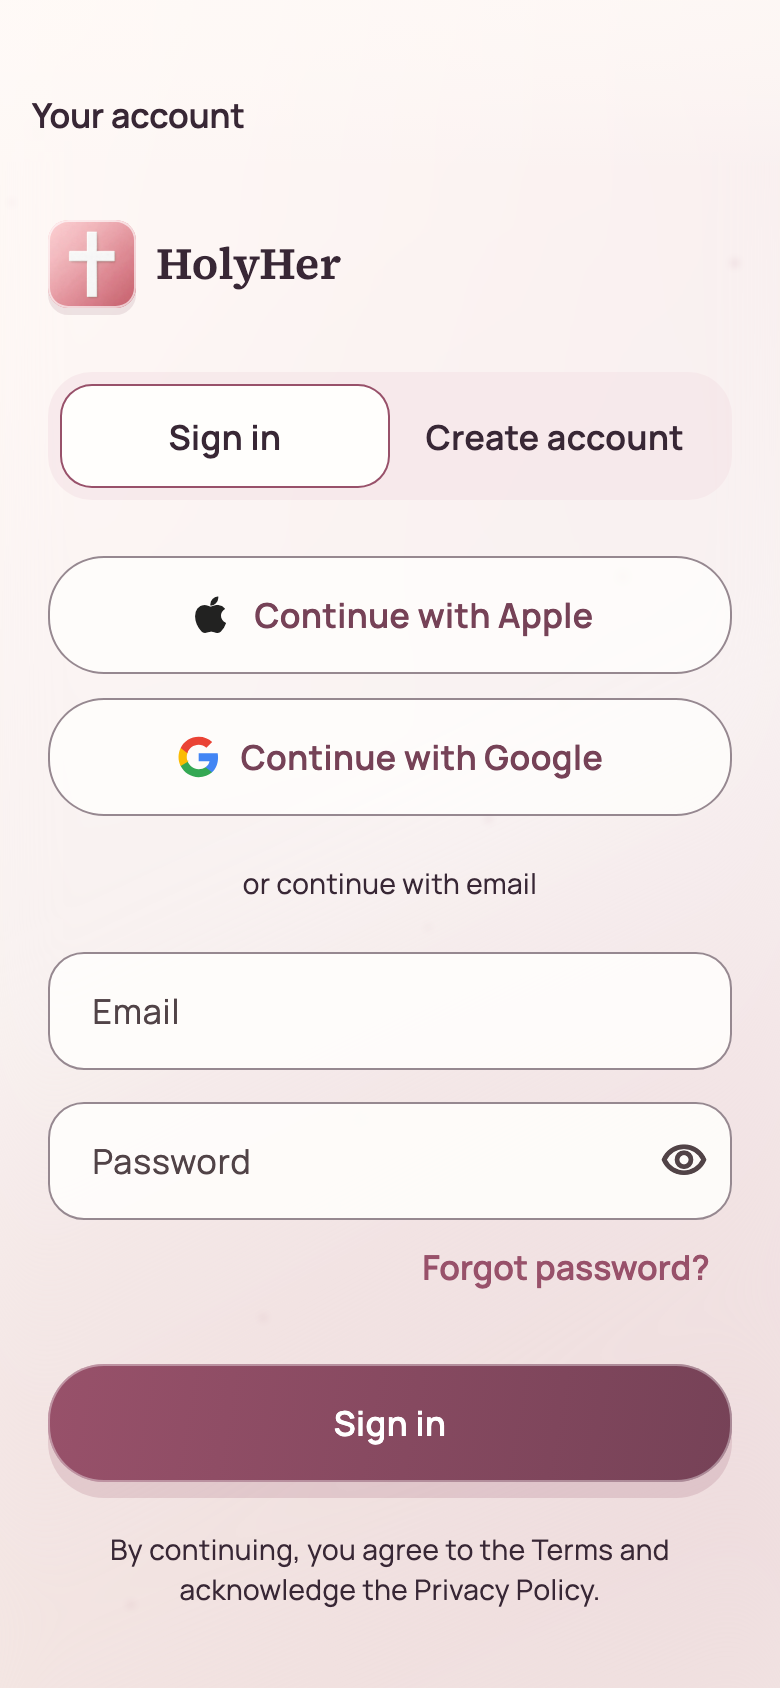 Your account
HolyHer
Sign in
Create account
Continue with Apple
Continue with Google
or continue with email
Email
Password
Forgot password?
Sign in
By continuing, you agree to the Terms and
acknowledge the Privacy Policy.